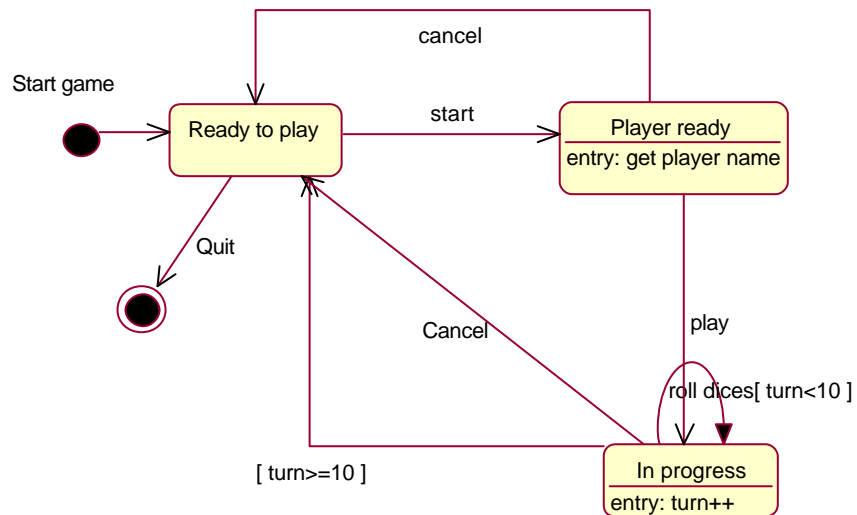 cancel
Start game
Ready to play
start
Player ready
entry: get player name
Quit
Cancel
play
roll dices[ turn<10 ]
[ turn>=10 ]
In progress
entry: turn++